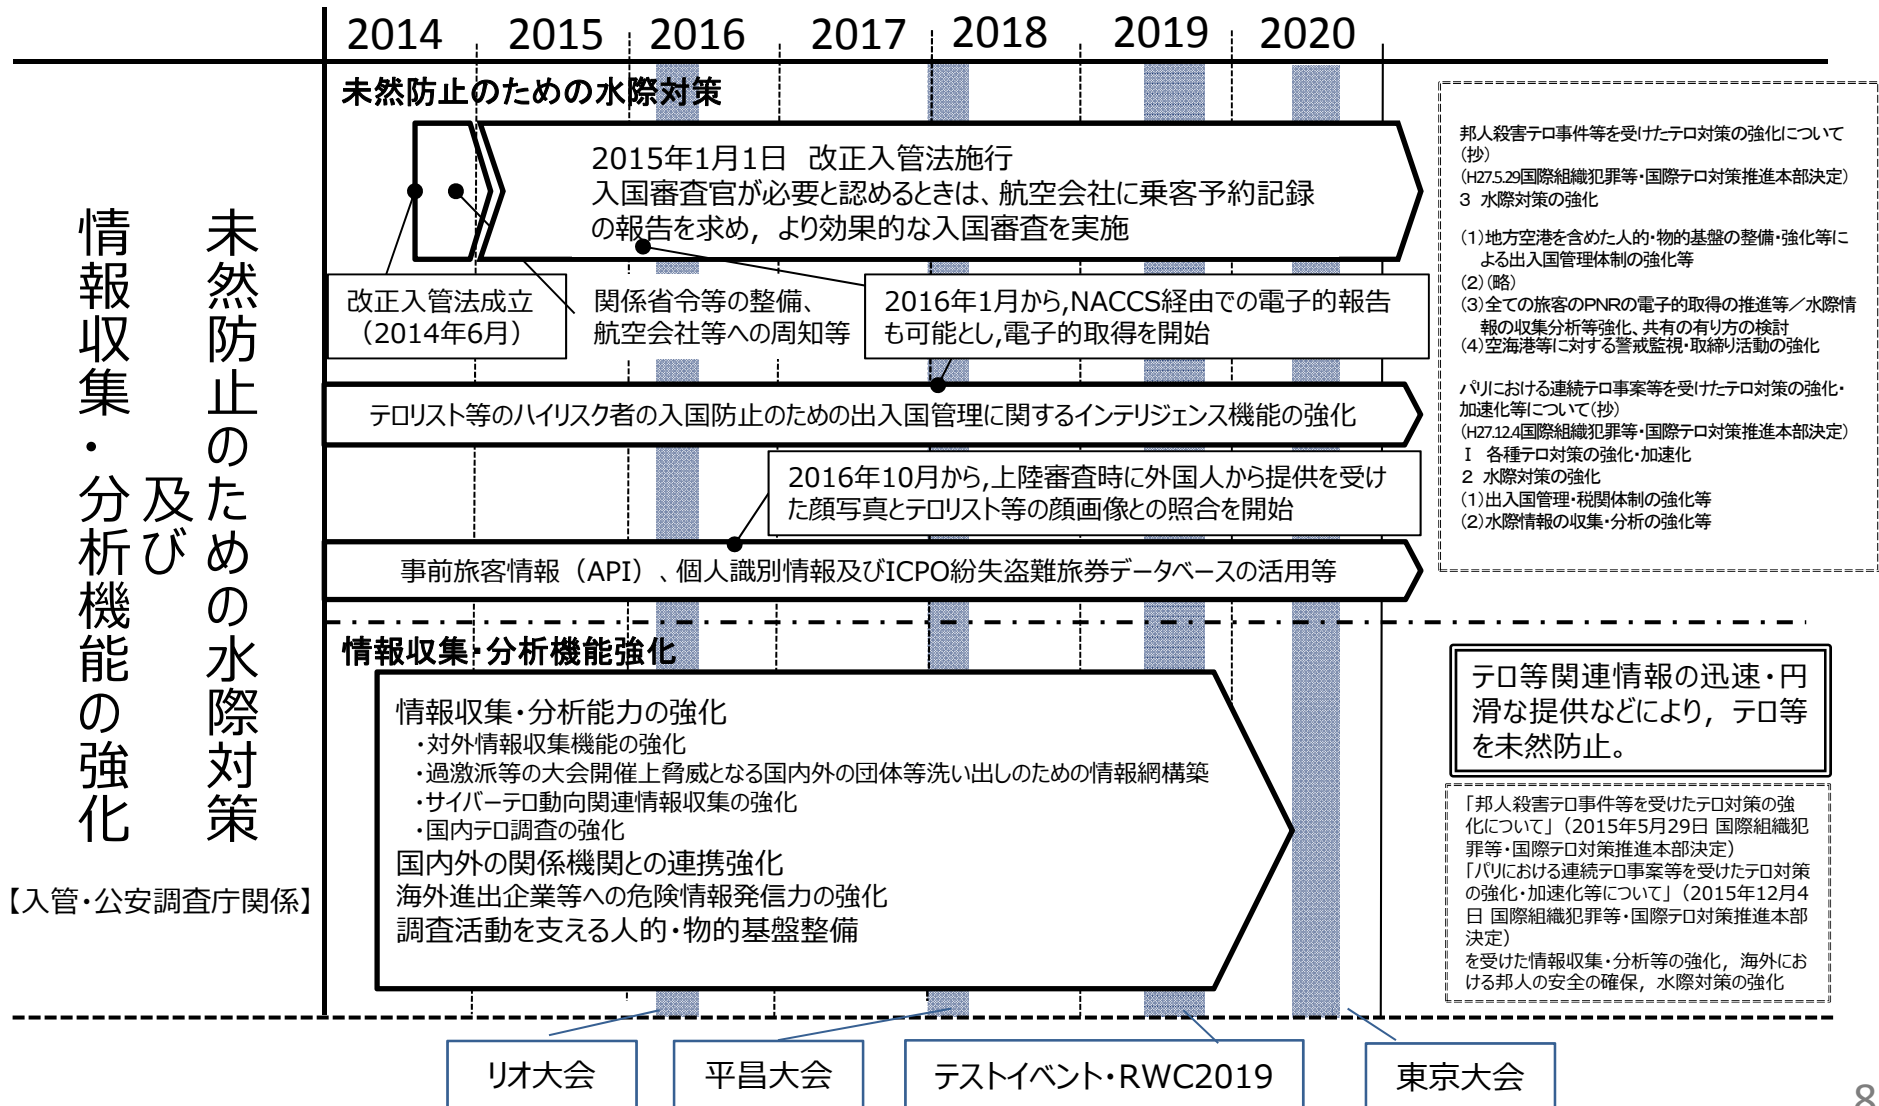 2014 2015 2016 2017 2018 2019 2020
未然防止のための水際対策
及び
情報収集・分析機能の強化
【入管・公安調査庁関係】
未然防止のための水際対策
2015年1月1日 改正入管法施行
入国審査官が必要と認めるときは、航空会社に乗客予約記録
の報告を求め，より効果的な入国審査を実施
改正入管法成立
（2014年6月）
関係省令等の整備、
航空会社等への周知等
2016年1月から,NACCS経由での電子的報告
も可能とし,電子的取得を開始
テロリスト等のハイリスク者の入国防止のための出入国管理に関するインテリジェンス機能の強化
2016年10月から,上陸審査時に外国人から提供を受け
た顔写真とテロリスト等の顔画像との照合を開始
事前旅客情報（API）、個人識別情報及びICPO紛失盗難旅券データベースの活用等
邦人殺害テロ事件等を受けたテロ対策の強化について
(抄)
(H27.5.29国際組織犯罪等・国際テロ対策推進本部決定)
３ 水際対策の強化
(１)地方空港を含めた人的・物的基盤の整備・強化等に
よる出入国管理体制の強化等
(２)(略)
(３)全ての旅客のPNRの電子的取得の推進等／水際情
報の収集分析等強化、共有の有り方の検討
(４)空海港等に対する警戒監視・取締り活動の強化
パリにおける連続テロ事案等を受けたテロ対策の強化・
加速化等について(抄)
(H27.12.4国際組織犯罪等・国際テロ対策推進本部決定)
Ⅰ 各種テロ対策の強化・加速化
２ 水際対策の強化
(１)出入国管理・税関体制の強化等
(２)水際情報の収集・分析の強化等
情報収集・分析機能強化
情報収集・分析能力の強化
・対外情報収集機能の強化
・過激派等の大会開催上脅威となる国内外の団体等洗い出しのための情報網構築
・サイバーテロ動向関連情報収集の強化
・国内テロ調査の強化
国内外の関係機関との連携強化
海外進出企業等への危険情報発信力の強化
調査活動を支える人的・物的基盤整備
テロ等関連情報の迅速・円
滑な提供などにより，テロ等
を未然防止。
「邦人殺害テロ事件等を受けたテロ対策の強
化について」（2015年5月29日 国際組織犯
罪等・国際テロ対策推進本部決定）
「パリにおける連続テロ事案等を受けたテロ対策
の強化・加速化等について」（2015年12月4
日 国際組織犯罪等・国際テロ対策推進本部
決定）
を受けた情報収集・分析等の強化，海外にお
ける邦人の安全の確保，水際対策の強化
リオ大会
平昌大会
テストイベント・RWC2019
東京大会
8